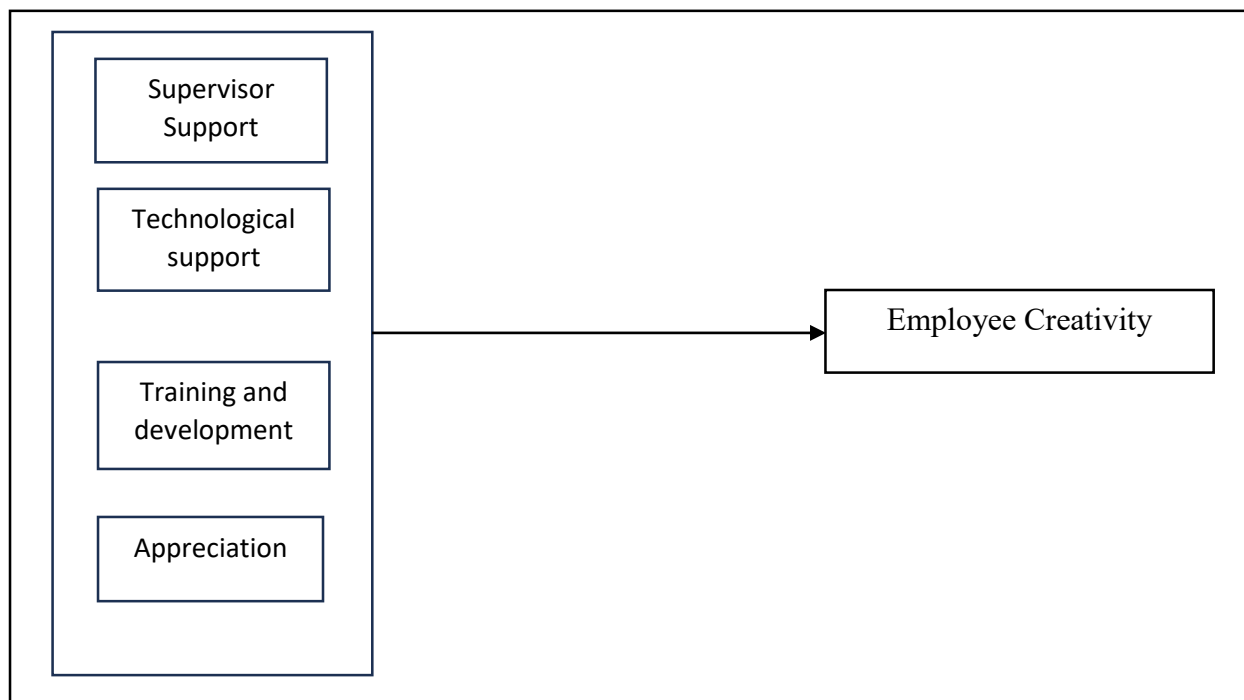 Supervisor
Support
Technological
support
Training and
development
Appreciation
Employee Creativity